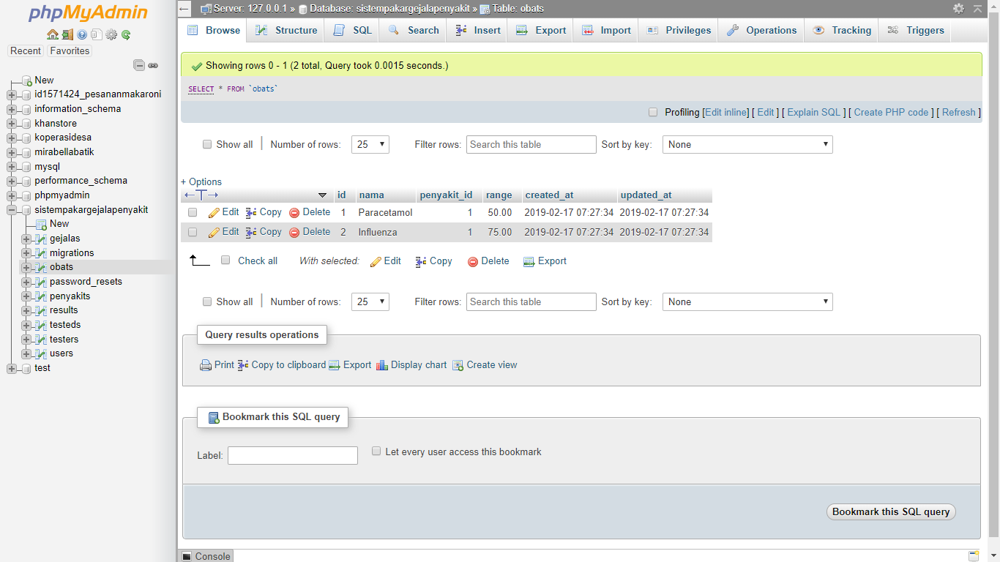 phpMyAdmin
Recent Favorites
New
id1571424_pesananmakaroni
information_schema
khanstore
koperasidesa
mirabellabatik
mysql
performance_schema
phpmyadmin
sistempakargejalapenyakit
New
gejalas
migrations
obats
password_resets
penyakits
results
testeds
testers
users
test
Server: 127.0.0.1 » Database: sistempakargejalapenyakit » Table: obats
Browse Structure SQL Search Insert Export Import Privileges Operations Tracking Triggers
Showing rows 0 - 1 (2 total, Query took 0.0015 seconds.)
SELECT * FROM `obats`
Profiling [Edit inline] [ Edit ] [ Explain SQL ] [ Create PHP code ] [ Refresh ]
Show all | Number of rows: 25 Filter rows: Search this table Sort by key: None
+ Options
←T→ id nama penyakit_id range created_at updated_at
Edit Copy Delete 1 Paracetamol 1 50.00 2019-02-17 07:27:34 2019-02-17 07:27:34
Edit Copy Delete 2 Influenza 1 75.00 2019-02-17 07:27:34 2019-02-17 07:27:34
Check all With selected: Edit Copy Delete Export
Show all | Number of rows: 25 Filter rows: Search this table Sort by key: None
Query results operations
Print Copy to clipboard Export Display chart Create view
Bookmark this SQL query
Label: Let every user access this bookmark
Bookmark this SQL query
Console